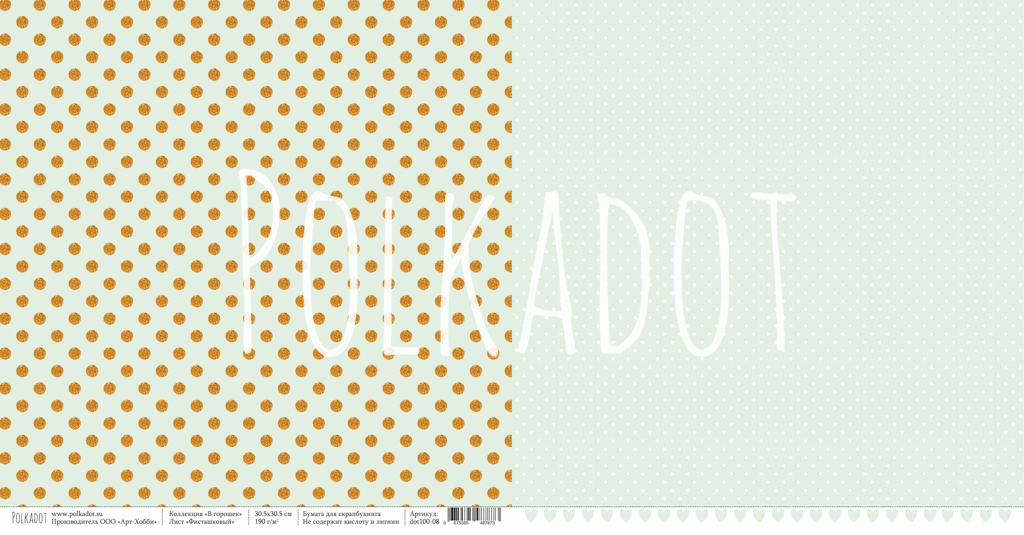 POLKADOT
POLKADOT
www.polkadot.su
Производитель ООО «Арт-Хобби»
Коллекция «В горошек»
Лист «Фисташковый»
30.5х30.5 см
190 г/м²
Бумага для скрапбукинга
Не содержит кислоту и лигнин
Артикул:
dot100-08